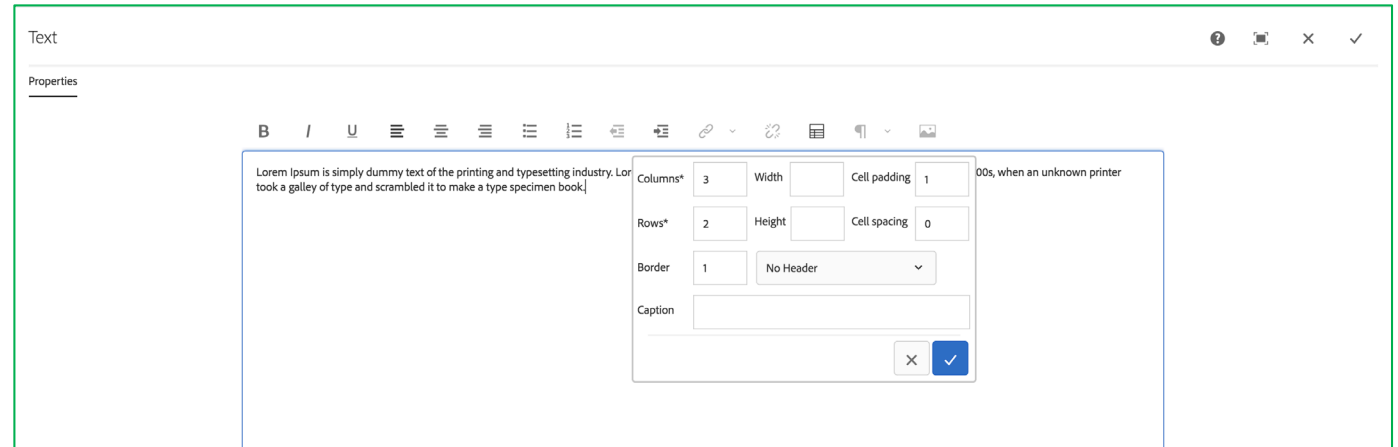 Text
Properties
B I U
Lorem Ipsum is simply dummy text of the printing and typesetting industry. Lor 00s, when an unknown printer
took a galley of type and scrambled it to make a type specimen book.
Columns* 3 Width Cell padding 1
Rows* 2 Height Cell spacing 0
Border 1 No Header
Caption